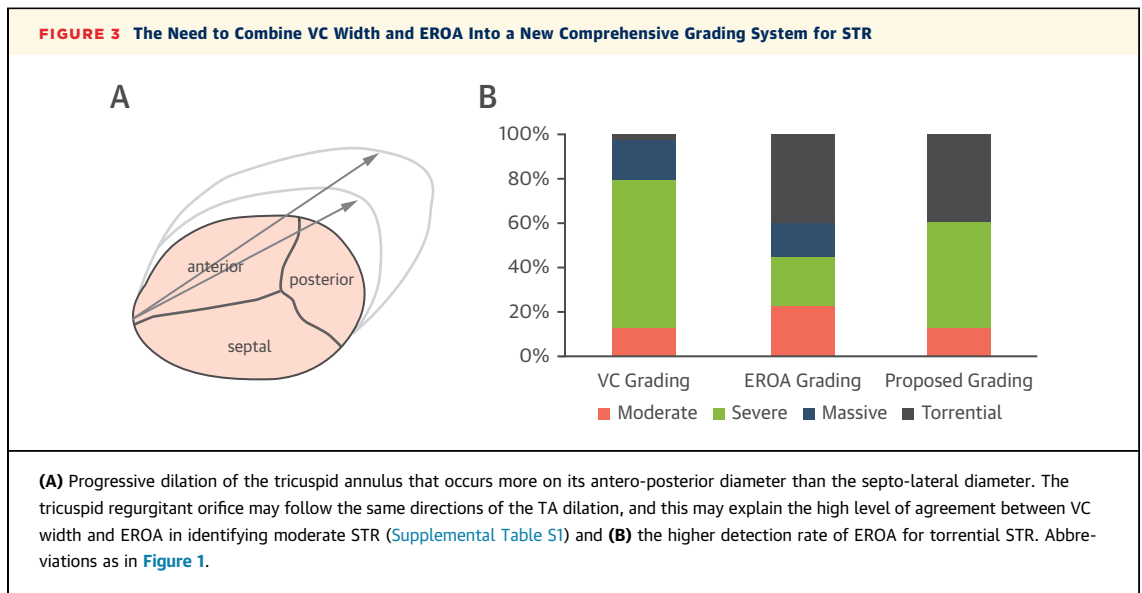 FIGURE 3 The Need to Combine VC Width and EROA Into a New Comprehensive Grading System for STR
A
anterior
posterior
septal
B
100%
80%
60%
40%
20%
0%
VC Grading EROA Grading Proposed Grading
Moderate Severe Massive Torrential
(A) Progressive dilation of the tricuspid annulus that occurs more on its antero-posterior diameter than the septo-lateral diameter. The
tricuspid regurgitant orifice may follow the same directions of the TA dilation, and this may explain the high level of agreement between VC
width and EROA in identifying moderate STR (Supplemental Table S1) and (B) the higher detection rate of EROA for torrential STR. Abbre-
viations as in Figure 1.